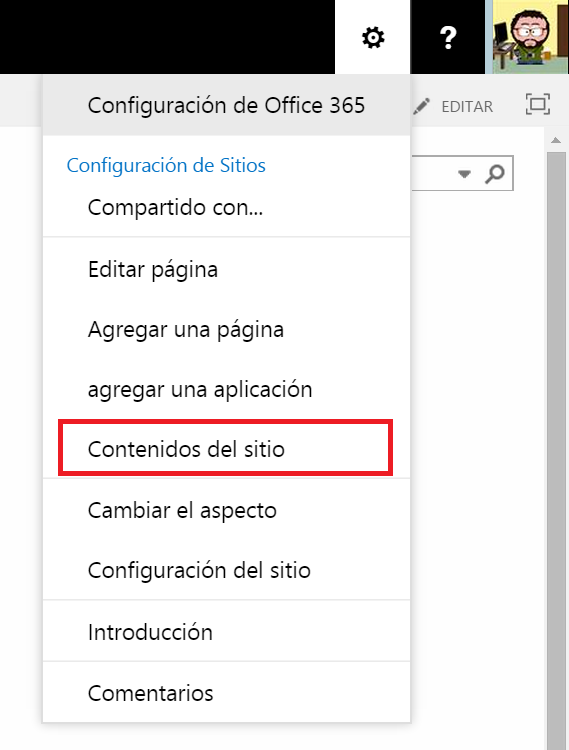 ?
Configuración de Office 365
EDITAR
Configuración de Sitios
Compartido con...
Editar página
Agregar una página
agregar una aplicación
Contenidos del sitio
Cambiar el aspecto
Configuración del sitio
Introducción
Comentarios